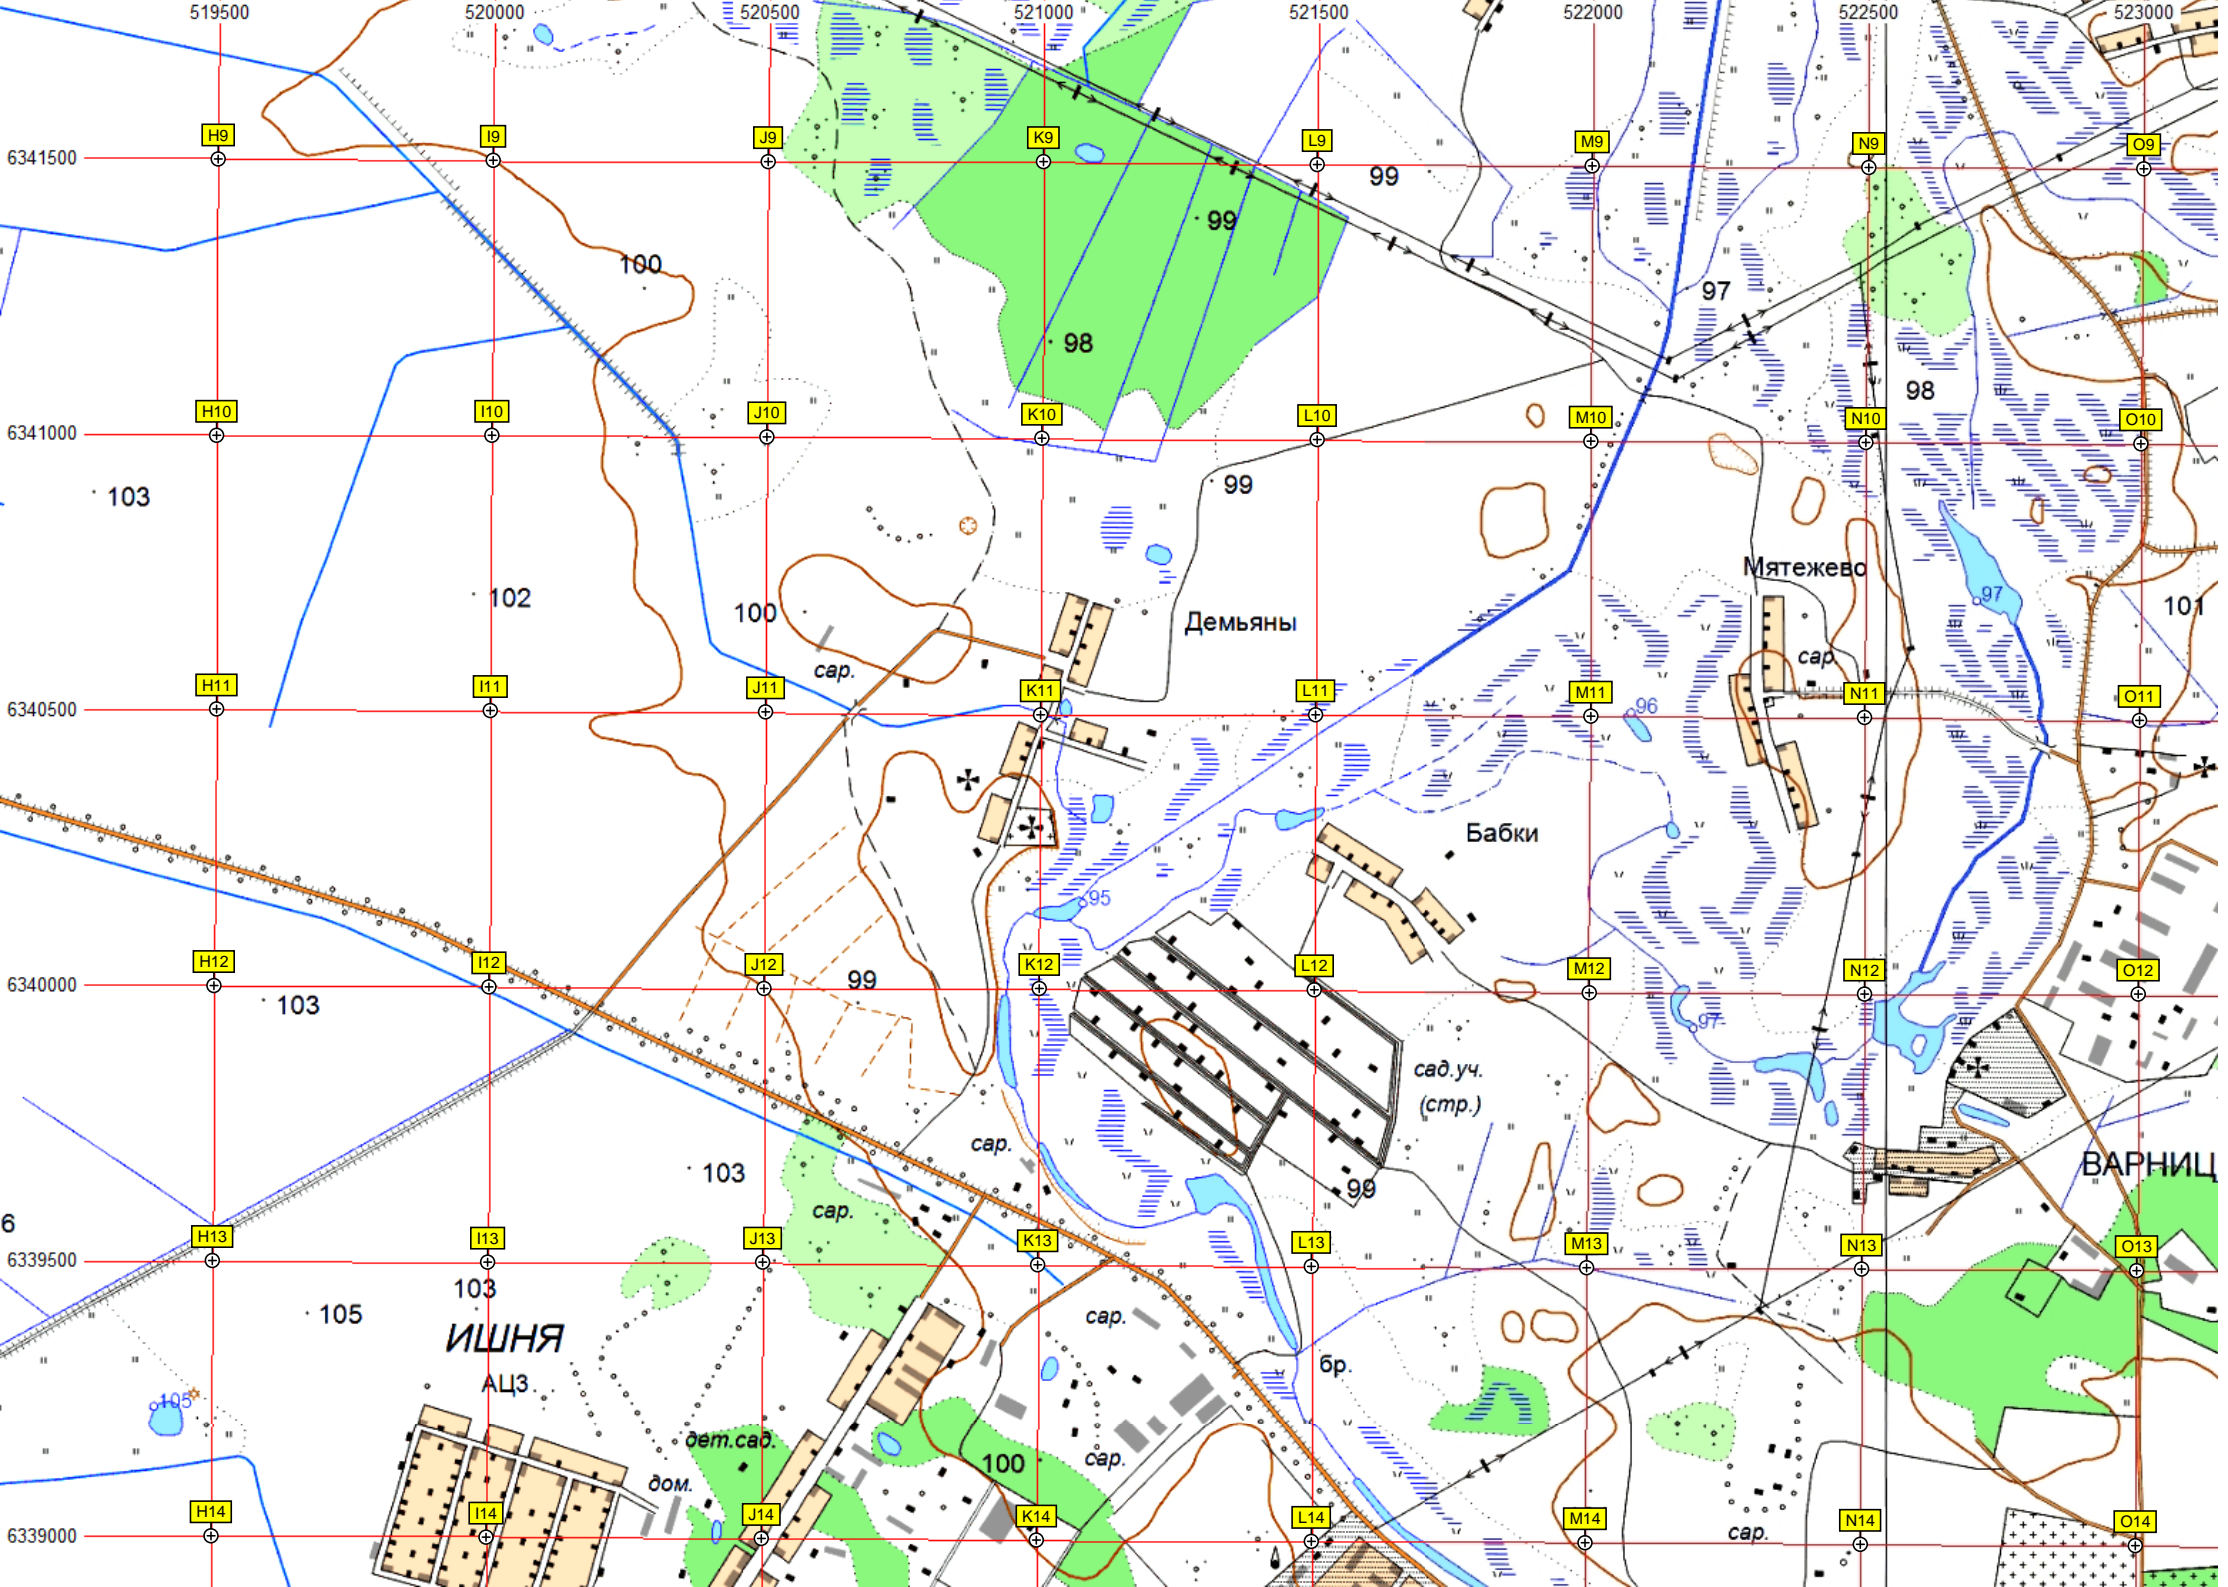 519500 520000 520500 521000 521500 522000 522500 523000
6341500
H9 I9 J9 K9 L9 M9 N9 O9
99
99
100
97
98
98
6341000
H10 I10 J10 K10 L10 M10 N10 O10
103
99
102
100
Демьяны
Мятежево
97
101
сар.
сар.
6340500
H11 I11 J11 K11 L11 M11 N11 O11
96
Бабки
95
6340000
H12 I12 J12 K12 L12 M12 N12 O12
103
99
97
сад.уч.
(стр.)
сар.
103
99
ВАРНИЦ
сар.
6
6339500
H13 I13 J13 K13 L13 M13 N13 O13
103
105
ИШНЯ
АЦЗ
сар.
бр.
105
дет.сад.
100
сар.
дом.
6339000
H14 I14 J14 K14 L14 M14 N14 O14
сар.